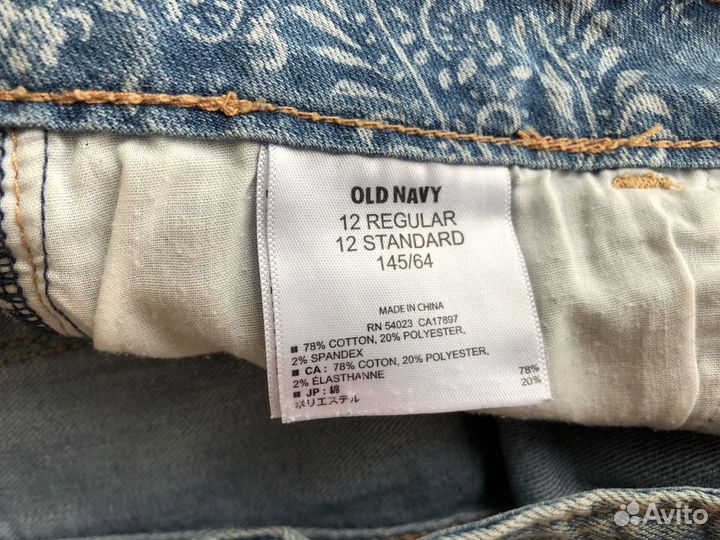 OLD NAVY
12 REGULAR
12 STANDARD
145/64
MADE IN CHINA
RN 54023 CA17897
78% COTTON, 20% POLYESTER,
2% SPANDEX
CA : 78% COTON, 20% POLYESTER,
2% ÉLASTHANNE
JP : 綿 78%
ポリエステル 20%
Avito